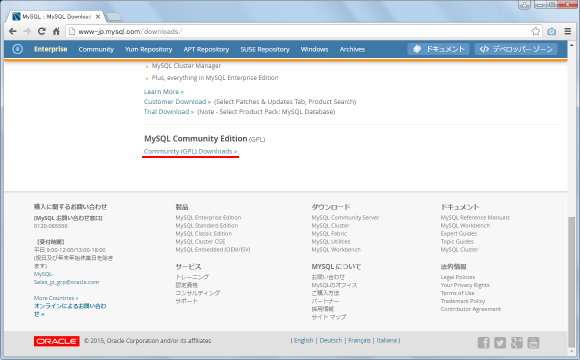 MySQL :: MySQL Downloads
www-jp.mysql.com/downloads/
Enterprise Community Yum Repository APT Repository SUSE Repository Windows Archives ドキュメント デベロッパー ゾーン
MySQL Cluster Manager
Plus, everything in MySQL Enterprise Edition
Learn More »
Customer Download » (Select Patches & Updates Tab, Product Search)
Trial Download » (Note - Select Product Pack: MySQL Database)
MySQL Community Edition (GPL)
Community (GPL) Downloads »
購入に関するお問い合わせ
[MySQL お問い合わせ窓口]
0120-065556
【受付時間】
平日 9:00-12:00/13:00-18:00
(祝日及び年末年始休業日を除き
ます)
MySQL-
Sales_jp_grp@oracle.com
More Countries »
オンラインによるお問い合わ
せ »
製品
MySQL Enterprise Edition
MySQL Standard Edition
MySQL Classic Edition
MySQL Cluster CGE
MySQL Embedded (OEM/ISV)
サービス
トレーニング
認定資格
コンサルティング
サポート
ダウンロード
MySQL Community Server
MySQL Cluster
MySQL Fabric
MySQL Utilities
MySQL Workbench
MySQL について
お問い合わせ
MySQLのオフィス
ご購入方法
パートナー
採用情報
サイト マップ
ドキュメント
MySQL Reference Manuals
MySQL Workbench
Expert Guides
Topic Guides
MySQL Cluster
法的情報
Legal Policies
Your Privacy Rights
Terms of Use
Trademark Policy
Contributor Agreement
ORACLE © 2015, Oracle Corporation and/or its affiliates
[ English | Deutsch | Français | Italiano ]